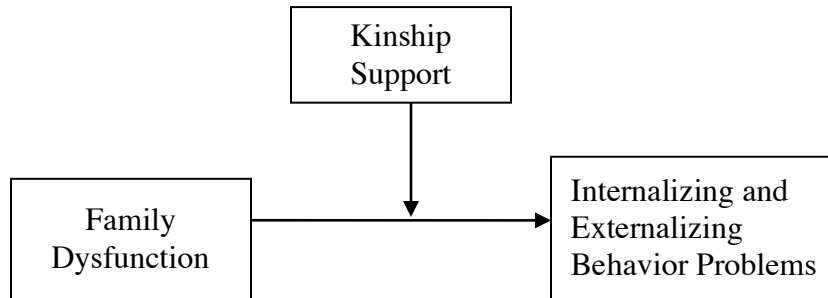 Kinship
Support
Family
Dysfunction
Internalizing and
Externalizing
Behavior Problems